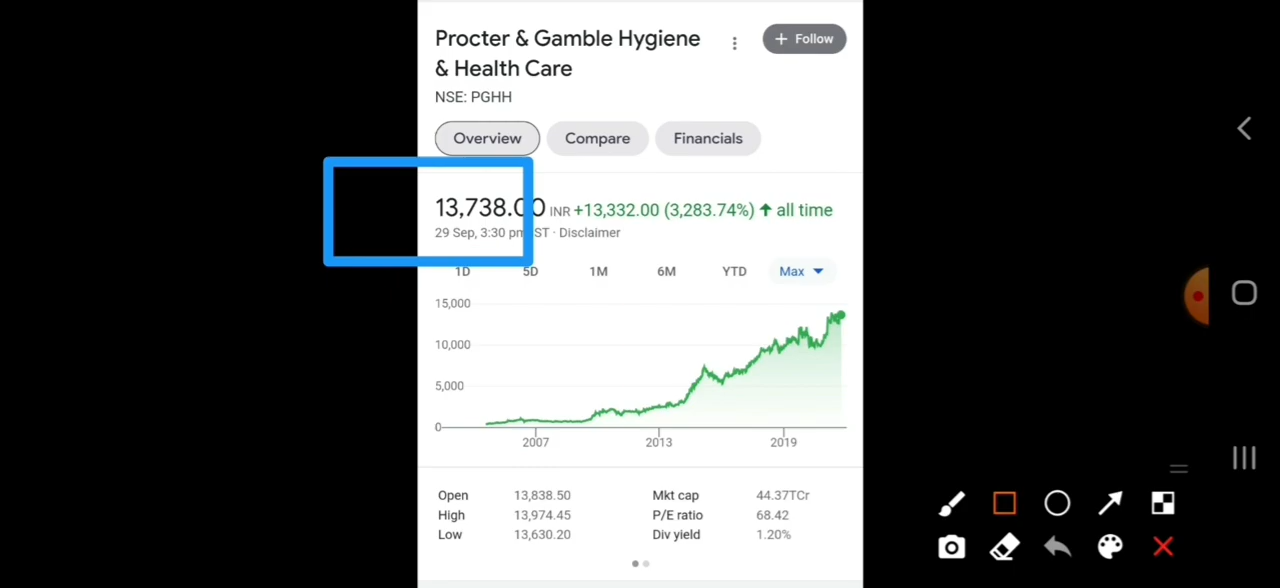 Procter & Gamble Hygiene
& Health Care
+ Follow
NSE: PGHH
Overview
Compare
Financials
13,738.00 INR +13,332.00 (3,283.74%) ↑ all time
29 Sep, 3:30 pm IST · Disclaimer
1D 5D 1M 6M YTD Max
15,000
10,000
5,000
0
2007 2013 2019
Open 13,838.50 Mkt cap 44.37TCr
High 13,974.45 P/E ratio 68.42
Low 13,630.20 Div yield 1.20%